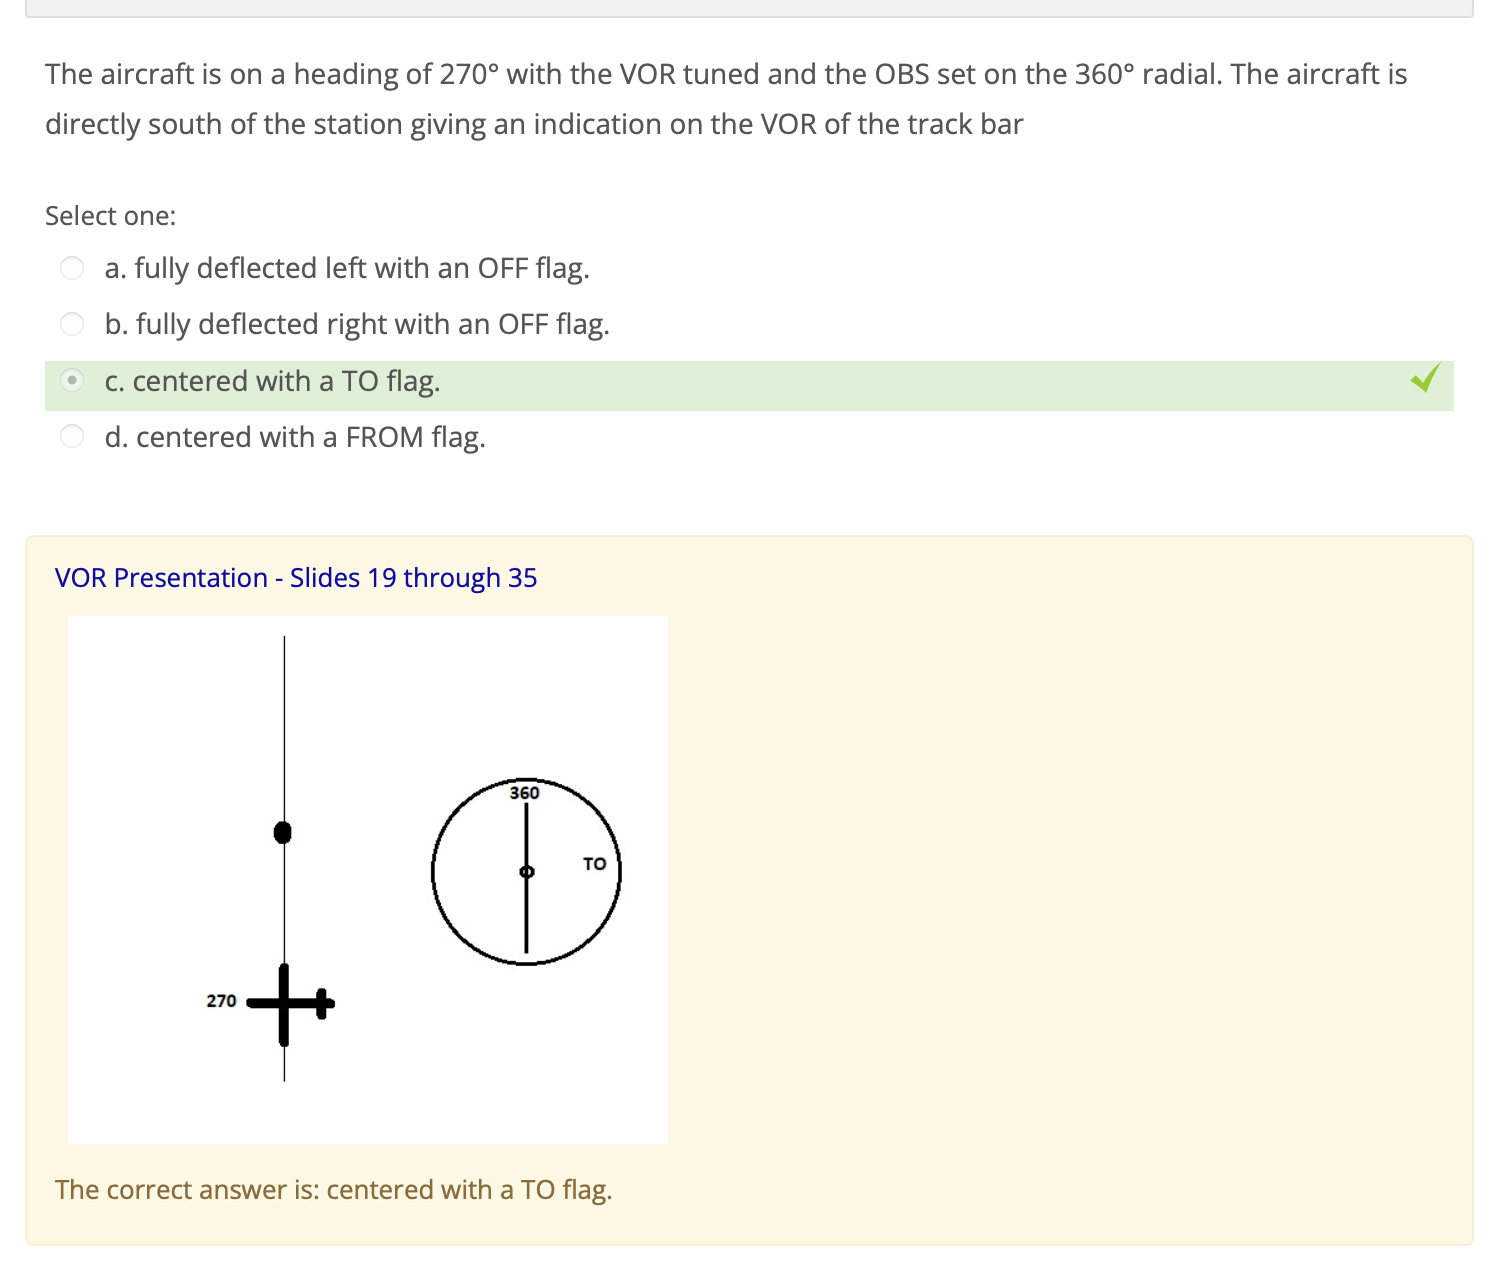 The aircraft is on a heading of 270° with the VOR tuned and the OBS set on the 360° radial. The aircraft is
directly south of the station giving an indication on the VOR of the track bar
Select one:
a. fully deflected left with an OFF flag.
b. fully deflected right with an OFF flag.
c. centered with a TO flag.
d. centered with a FROM flag.
VOR Presentation - Slides 19 through 35
360
TO
270
The correct answer is: centered with a TO flag.